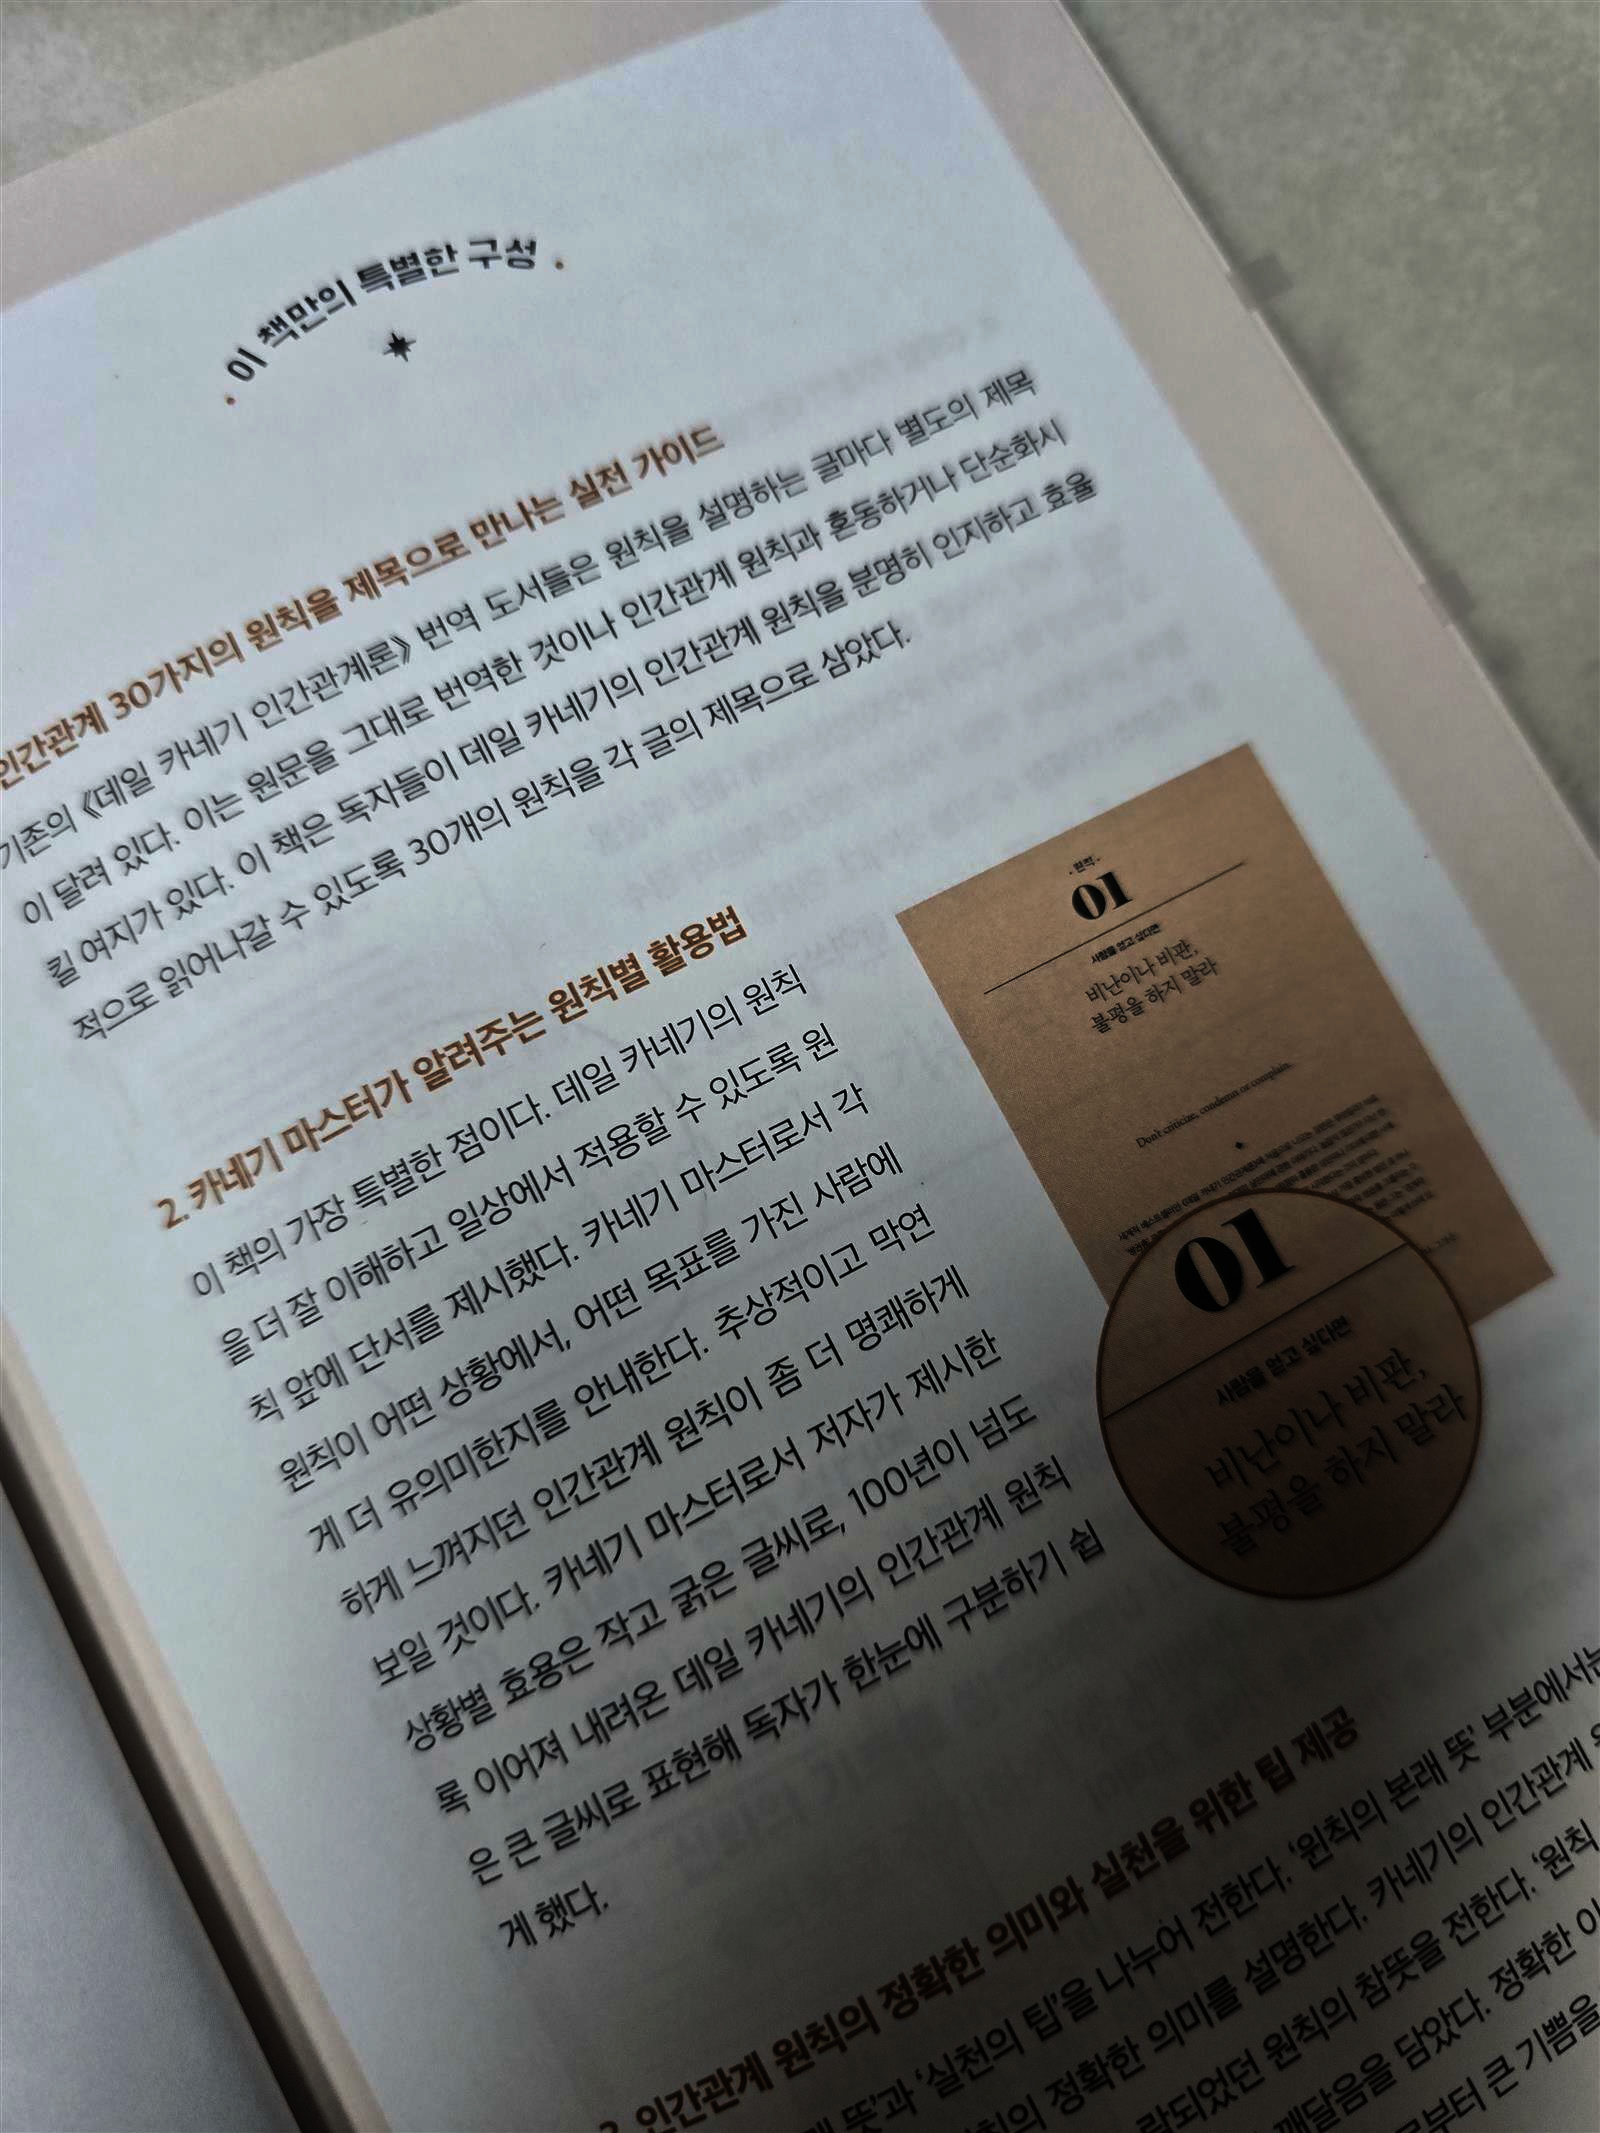 이 책만의 특별한 구성
인간관계 30가지의 원칙을 제목으로 만나는 실전 가이드
기존의 《데일 카네기 인간관계론》 번역 도서들은 원칙을 설명하는 글마다 별도의 제목
이 달려 있다. 이는 원문을 그대로 번역한 것이나 인간관계 원칙과 혼동하거나 단순화시
킬 여지가 있다. 이 책은 독자들이 데일 카네기의 인간관계 원칙을 분명히 인지하고 효율
적으로 읽어나갈 수 있도록 30개의 원칙을 각 글의 제목으로 삼았다.
2. 카네기 마스터가 알려주는 원칙별 활용법
이 책의 가장 특별한 점이다. 데일 카네기의 원칙
을 더 잘 이해하고 일상에서 적용할 수 있도록 원
칙 앞에 단서를 제시했다. 카네기 마스터로서 각
원칙이 어떤 상황에서, 어떤 목표를 가진 사람에
게 더 유의미한지를 안내한다. 추상적이고 막연
하게 느껴지던 인간관계 원칙이 좀 더 명쾌하게
보일 것이다. 카네기 마스터로서 저자가 제시한
상황별 효용은 작고 굵은 글씨로, 100년이 넘도
록 이어져 내려온 데일 카네기의 인간관계 원칙
은 큰 글씨로 표현해 독자가 한눈에 구분하기 쉽
게 했다.
원칙
01
사람을 얻고 싶다면
비난이나 비판,
불평을 하지 말라
Don't criticize, condemn or complain.
01
사람을 얻고 싶다면
비난이나 비판,
불평을 하지 말라
3. 인간관계 원칙의 정확한 의미와 실천을 위한 팁 제공
뜻'과 '실천의 팁'을 나누어 전한다. '원칙의 본래 뜻' 부분에서는
정확한 의미를 설명한다. 카네기의 인간관계
원칙의 참뜻을 전한다. '원칙
깨달음을 담았다. 정확한
큰 기쁨을